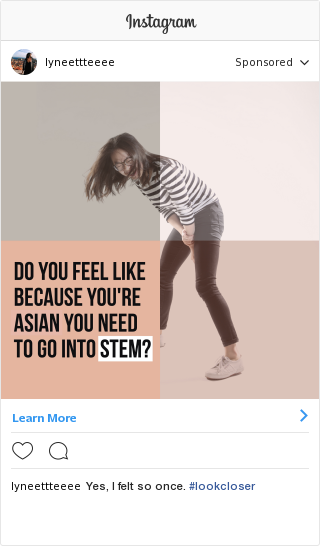 Instagram
lyneettteeee Sponsored
DO YOU FEEL LIKE
BECAUSE YOU'RE
ASIAN YOU NEED
TO GO INTO STEM?
Learn More
lyneettteeee Yes, I felt so once. #lookcloser